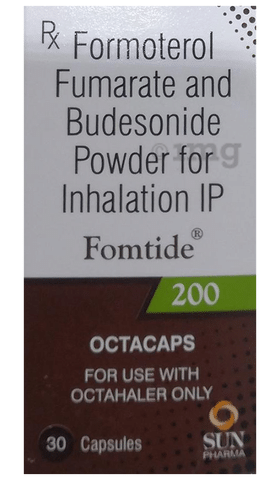 Rx Formoterol
Fumarate and
Budesonide
Powder for
Inhalation IP
Fomtide®
200
OCTACAPS
FOR USE WITH
OCTAHALER ONLY
30 Capsules
SUN
PHARMA